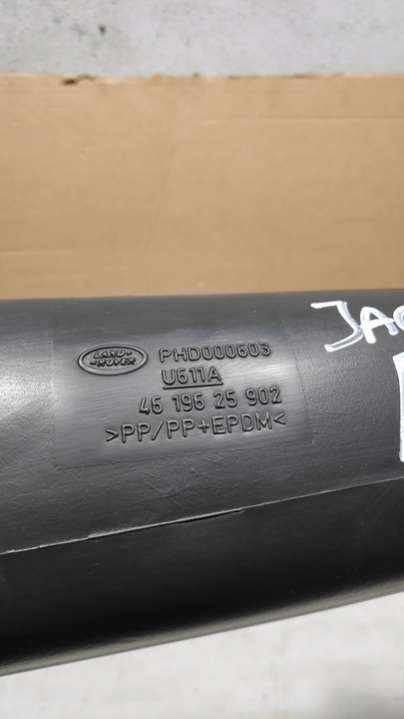 LAND-
ROVER
PHD000603
U611A
46 196 25 902
>PP/PP+EPDM<